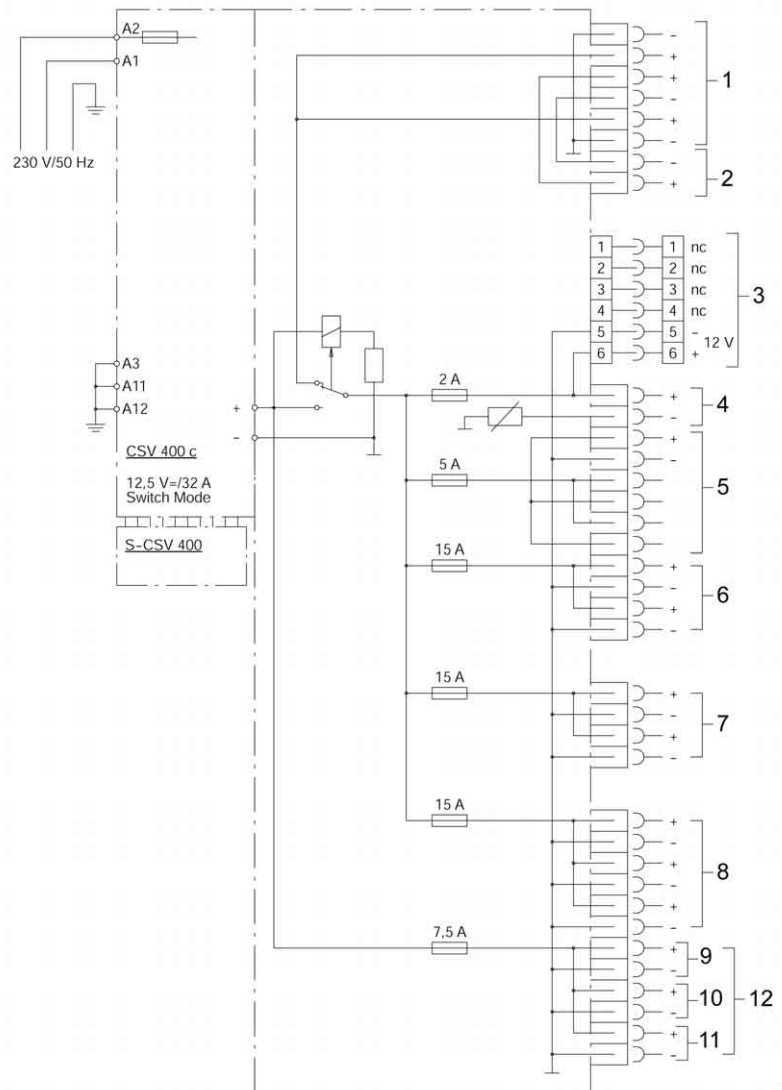 A2
A1
230 V/50 Hz
-
+
+
-
+
-
1
-
+
2
1 1 nc
2 2 nc
3 3 nc
4 4 nc
5 5 -
12 V
6 6 +
3
A3
A11
A12
+
-
CSV 400 c
12,5 V=/32 A
Switch Mode
S-CSV 400
2 A
+
-
4
+
-
5 A
5
15 A
+
-
+
-
6
15 A
+
-
+
-
7
15 A
+
-
+
-
+
-
8
7,5 A
+
-
9
+
-
10
+
-
11
12